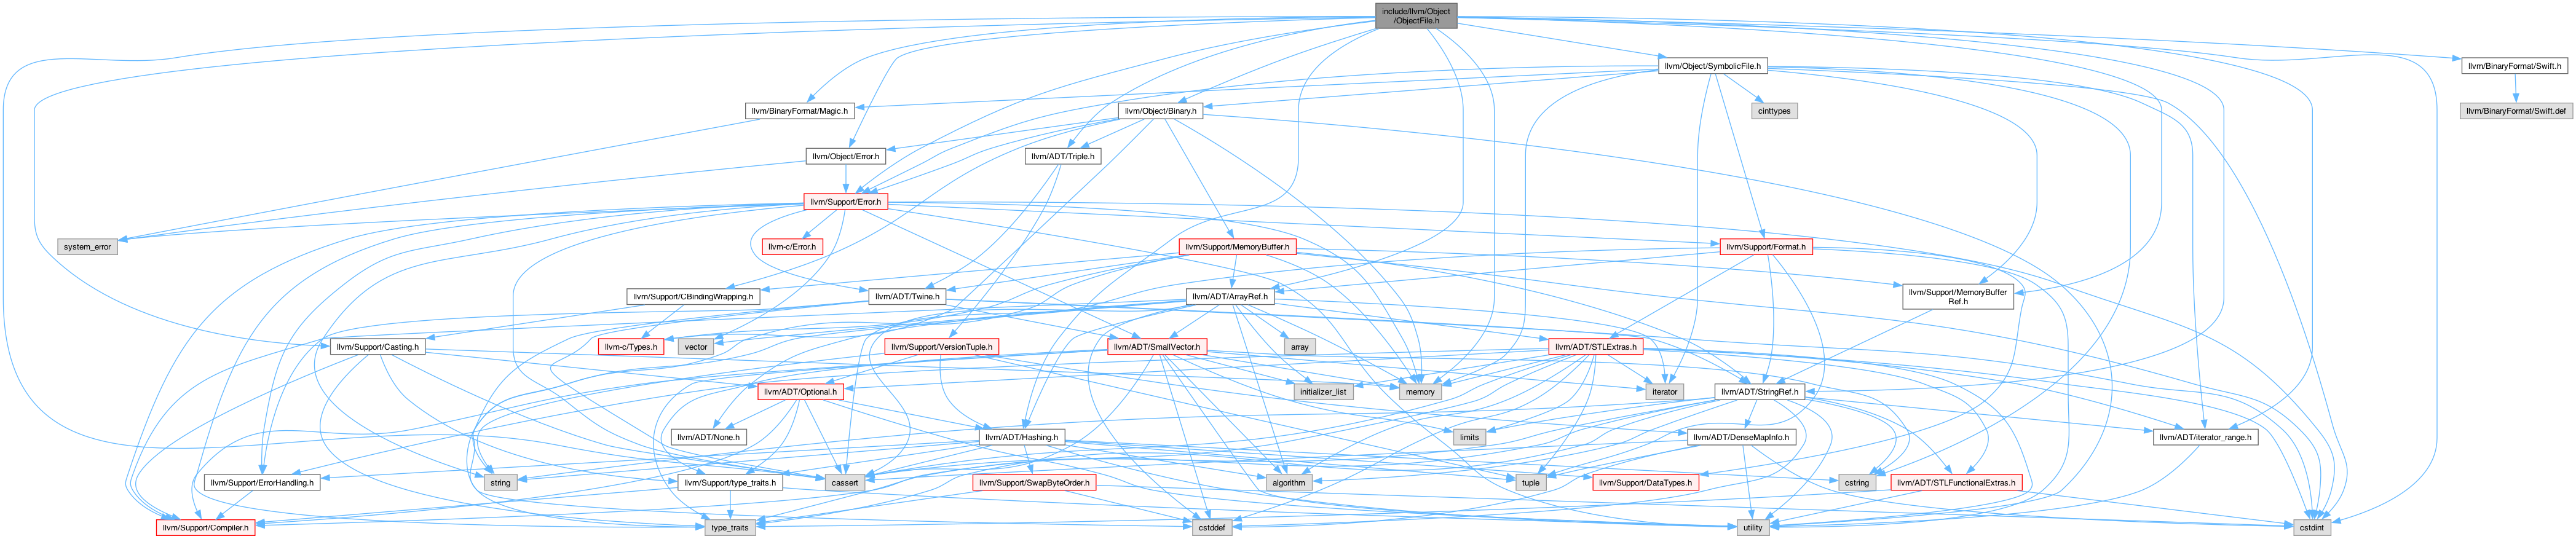 include/llvm/Object
/ObjectFile.h
llvm/Object/SymbolicFile.h
llvm/BinaryFormat/Swift.h
llvm/BinaryFormat/Magic.h
llvm/Object/Binary.h
cinttypes
llvm/BinaryFormat/Swift.def
llvm/Object/Error.h
llvm/ADT/Triple.h
llvm/Support/Error.h
system_error
llvm-c/Error.h
llvm/Support/MemoryBuffer.h
llvm/Support/Format.h
llvm/Support/CBindingWrapping.h
llvm/ADT/Twine.h
llvm/ADT/ArrayRef.h
llvm/Support/MemoryBuffer
Ref.h
llvm/Support/Casting.h
llvm-c/Types.h
vector
llvm/Support/VersionTuple.h
llvm/ADT/SmallVector.h
array
llvm/ADT/STLExtras.h
llvm/ADT/Optional.h
initializer_list
memory
iterator
llvm/ADT/StringRef.h
llvm/ADT/None.h
llvm/ADT/Hashing.h
limits
llvm/ADT/DenseMapInfo.h
llvm/ADT/iterator_range.h
llvm/Support/ErrorHandling.h
string
llvm/Support/type_traits.h
cassert
llvm/Support/SwapByteOrder.h
algorithm
tuple
llvm/Support/DataTypes.h
cstring
llvm/ADT/STLFunctionalExtras.h
llvm/Support/Compiler.h
type_traits
cstddef
utility
cstdint